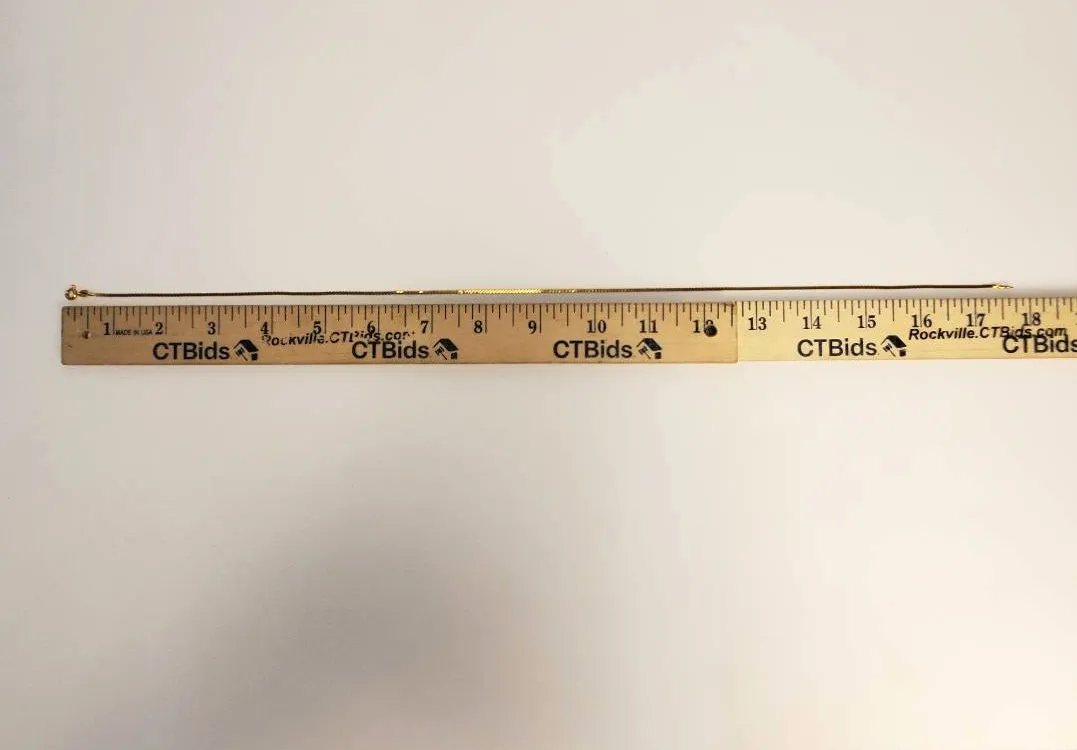 1 2 3 4 5 6 7 8 9 10 11 12 13 14 15 16 17 18
MADE IN USA
Rockville.CTBids.com Rockville.CTBids.com
CTBids CTBids CTBids CTBids CTBids